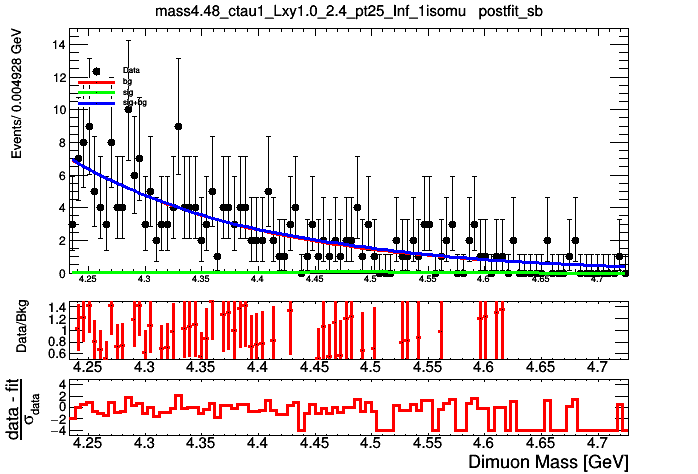 mass4.48_ctau1_Lxy1.0_2.4_pt25_Inf_1isomu postfit_sb
Events/ 0.004928 GeV
14
12
10
8
6
4
2
0
Data
bg
sig
sig+bg
4.25 4.3 4.35 4.4 4.45 4.5 4.55 4.6 4.65 4.7
Data/Bkg
1.4
1.2
1
0.8
0.6
4.25 4.3 4.35 4.4 4.45 4.5 4.55 4.6 4.65 4.7
data - fit
σdata
4
2
0
−2
−4
4.25 4.3 4.35 4.4 4.45 4.5 4.55 4.6 4.65 4.7
Dimuon Mass [GeV]